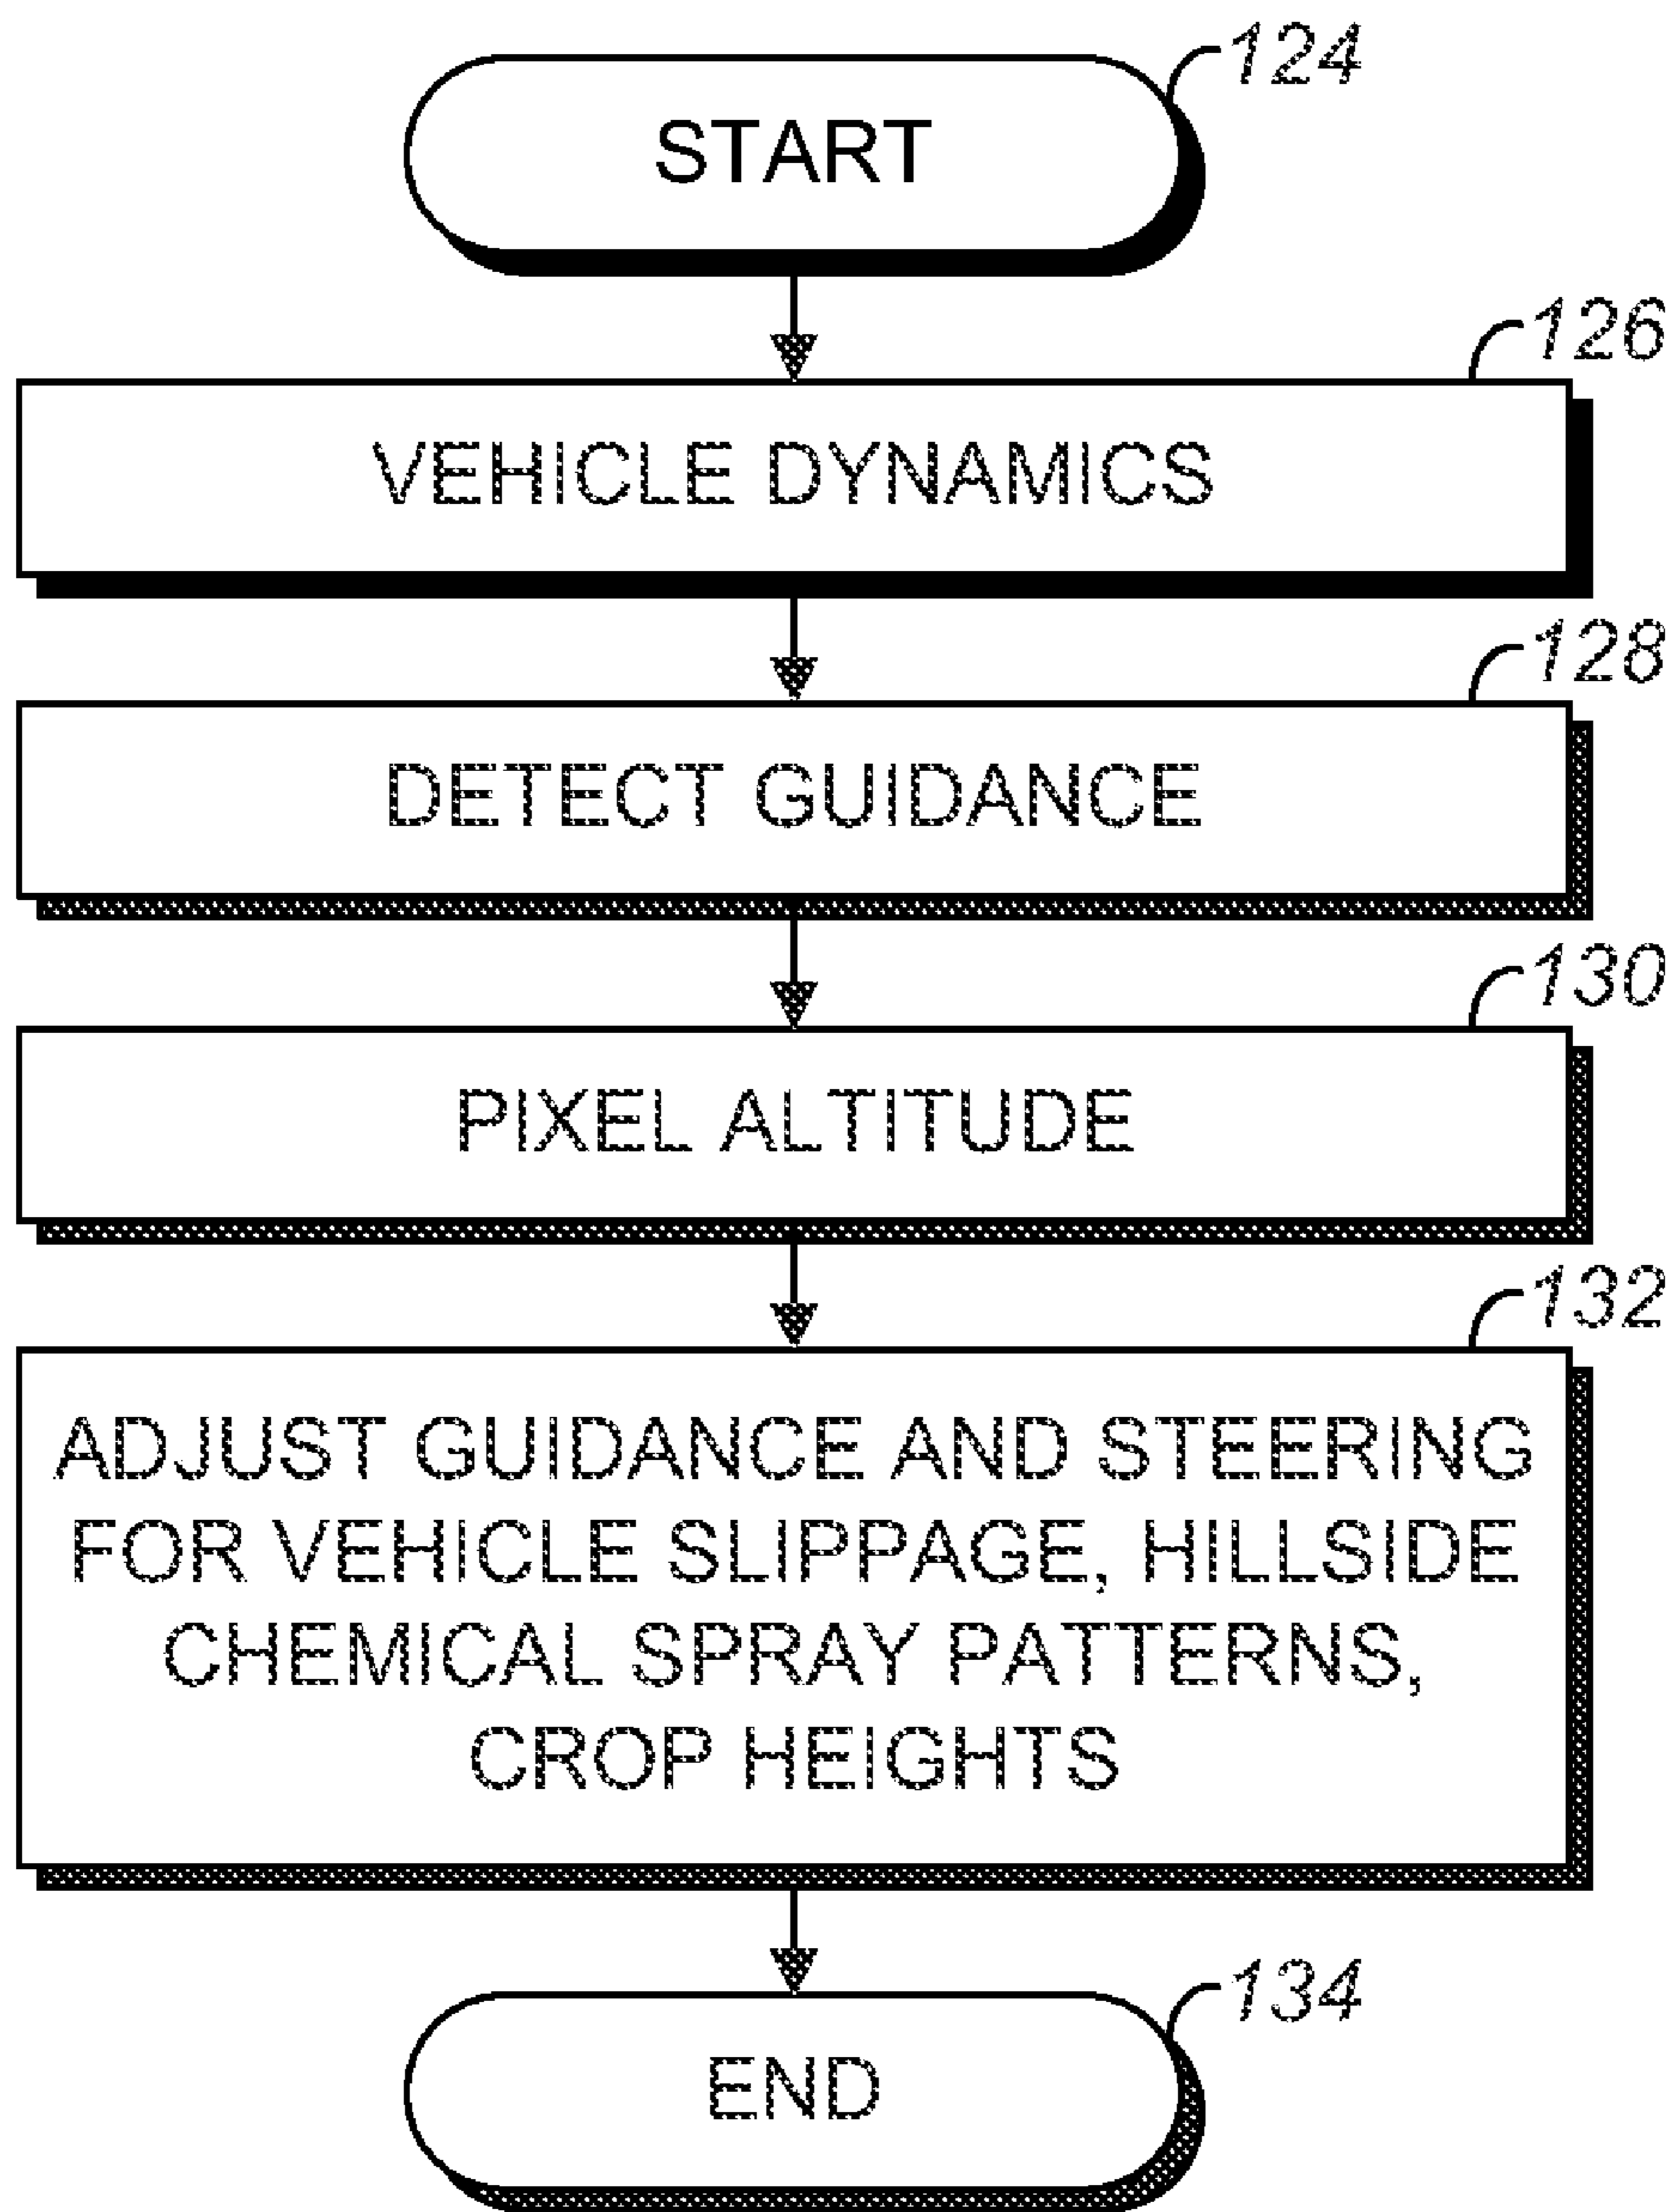 124
START
126
VEHICLE DYNAMICS
128
DETECT GUIDANCE
130
PIXEL ALTITUDE
132
ADJUST GUIDANCE AND STEERING
FOR VEHICLE SLIPPAGE, HILLSIDE
CHEMICAL SPRAY PATTERNS,
CROP HEIGHTS
134
END